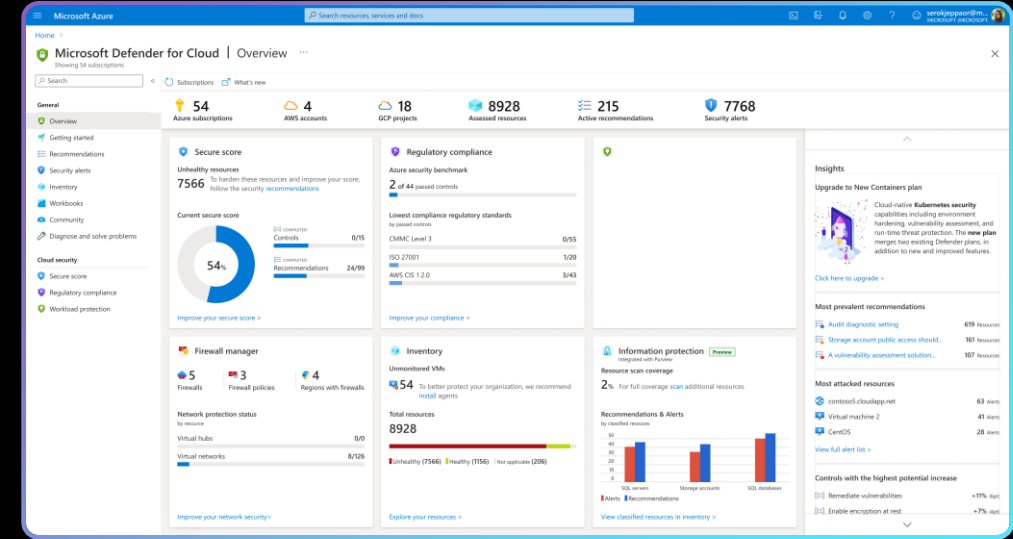 Microsoft Azure
Search resources, services and docs
serokjeppaor@m...
MICROSOFT (MICROSOFT
Home >
Microsoft Defender for Cloud | Overview ...
Showing 54 subscriptions
Search
«
Subscriptions
What's new
General
Overview
Getting started
Recommendations
Security alerts
Inventory
Workbooks
Community
Diagnose and solve problems
Cloud security
Secure score
Regulatory compliance
Workload protection
54
Azure subscriptions
4
AWS accounts
18
GCP projects
8928
Assessed resources
215
Active recommendations
7768
Security alerts
Secure score
Unhealthy resources
7566 To harden these resources and improve your score,
follow the security recommendations
Current secure score
54%
COMPLETED
Controls 0/15
COMPLETED
Recommendations 24/99
Improve your secure score >
Regulatory compliance
Azure security benchmark
2 of 44 passed controls
Lowest compliance regulatory standards
by passed controls
CMMC Level 3 0/55
ISO 27001 1/20
AWS CIS 1.2.0 3/43
Improve your compliance >
Firewall manager
5
Firewalls
3
Firewall policies
4
Regions with firewalls
Network protection status
by resource
Virtual hubs 0/0
Virtual networks 8/126
Improve your network security>
Inventory
Unmonitored VMs
54 To better protect your organization, we recommend
Install agents
Total resources
8928
Unhealthy (7566) Healthy (1156) Not applicable (206)
Explore your resources >
Information protection Preview
Integrated with Purview
Resource scan coverage
2% For full coverage scan additional resources
Recommendations & Alerts
by classified resources
50
40
30
20
10
0
SQL servers Storage accounts SQL databases
Alerts Recommendations
View classified resources in inventory >
Insights
Upgrade to New Containers plan
Cloud-native Kubernetes security
capabilities including environment
hardening, vulnerability assessment, and
run-time threat protection. The new plan
merges two existing Defender plans, in
addition to new and improved features.
Click here to upgrade >
Most prevalent recommendations
Audit diagnostic setting 619 Resources
Storage account public access should... 161 Resources
A vulnerability assessment solution... 107 Resources
Most attacked resources
contoso5.cloudapp.net 63 Alerts
Virtual machine 2 41 Alerts
CentOS 28 Alerts
View full alert list >
Controls with the highest potential increase
Remediate vulnerabilities +11% (6pt)
Enable encryption at rest +7% (4pt)